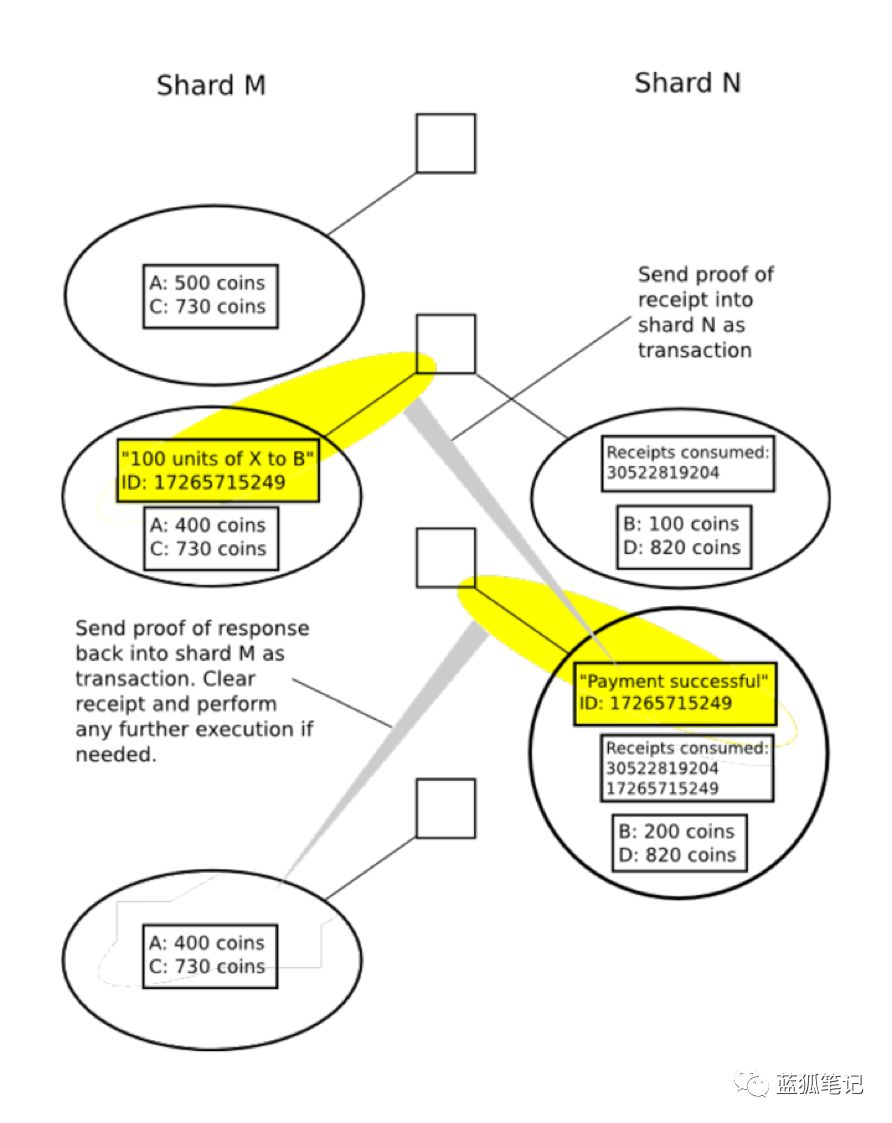 Shard M
Shard N
A: 500 coins
C: 730 coins
Send proof of
receipt into
shard N as
transaction
"100 units of X to B"
ID: 17265715249
A: 400 coins
C: 730 coins
Receipts consumed:
30522819204
B: 100 coins
D: 820 coins
Send proof of response
back into shard M as
transaction. Clear
receipt and perform
any further execution if
needed.
"Payment successful"
ID: 17265715249
Receipts consumed:
30522819204
17265715249
B: 200 coins
D: 820 coins
A: 400 coins
C: 730 coins
蓝狐笔记